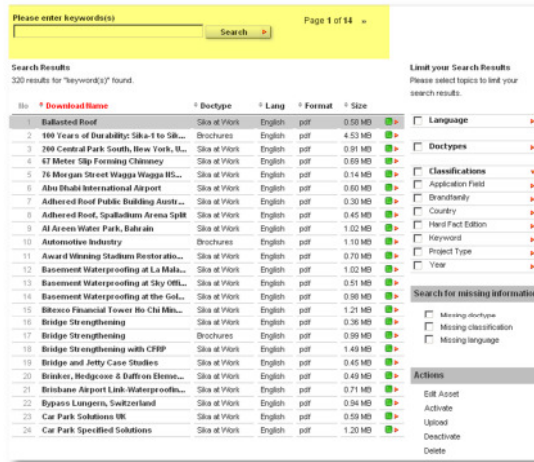 Please enter keywords(s)
Page 1 of 14 »
Search
Search Results
320 results for "keyword(s)" found.
No Download Name Doctype Lang Format Size
1 Ballasted Roof Sika at Work English pdf 0.58 MB
2 100 Years of Durability: Sika-1 to Sik... Brochures English pdf 4.53 MB
3 200 Central Park South, New York, U... Sika at Work English pdf 0.91 MB
4 67 Meter Slip Forming Chimney Sika at Work English pdf 0.69 MB
5 76 Morgan Street Wagga Wagga NS... Sika at Work English pdf 0.14 MB
6 Abu Dhabi International Airport Sika at Work English pdf 0.60 MB
7 Adhered Roof Public Building Austr... Sika at Work English pdf 0.30 MB
8 Adhered Roof, Spalladium Arena Split Sika at Work English pdf 0.45 MB
9 Al Areen Water Park, Bahrain Sika at Work English pdf 1.02 MB
10 Automotive Industry Brochures English pdf 1.10 MB
11 Award Winning Stadium Restoratio... Sika at Work English pdf 0.70 MB
12 Basement Waterproofing at La Mala... Sika at Work English pdf 1.02 MB
13 Basement Waterproofing at Sky Offi... Sika at Work English pdf 0.51 MB
14 Basement Waterproofing at the Gol... Sika at Work English pdf 0.98 MB
15 Bitexco Financial Tower Ho Chi Min... Sika at Work English pdf 1.21 MB
16 Bridge Strengthening Sika at Work English pdf 0.36 MB
17 Bridge Strengthening Brochures English pdf 0.99 MB
18 Bridge Strengthening with CFRP Sika at Work English pdf 1.49 MB
19 Bridge and Jetty Case Studies Sika at Work English pdf 0.45 MB
20 Brinker, Hedgcoxe & Daffron Eleme... Sika at Work English pdf 0.49 MB
21 Brisbane Airport Link-Waterproofin... Sika at Work English pdf 0.71 MB
22 Bypass Lungern, Switzerland Sika at Work English pdf 0.94 MB
23 Car Park Solutions UK Sika at Work English pdf 0.59 MB
24 Car Park Specified Solutions Sika at Work English pdf 1.20 MB
Limit your Search Results
Please select topics to limit your
search results.
Language
Doctypes
Classifications
Application Field
Brandfamily
Country
Hard Fact Edition
Keyword
Project Type
Year
Search for missing information
Missing doctype
Missing classification
Missing language
Actions
Edit Asset
Activate
Upload
Deactivate
Delete